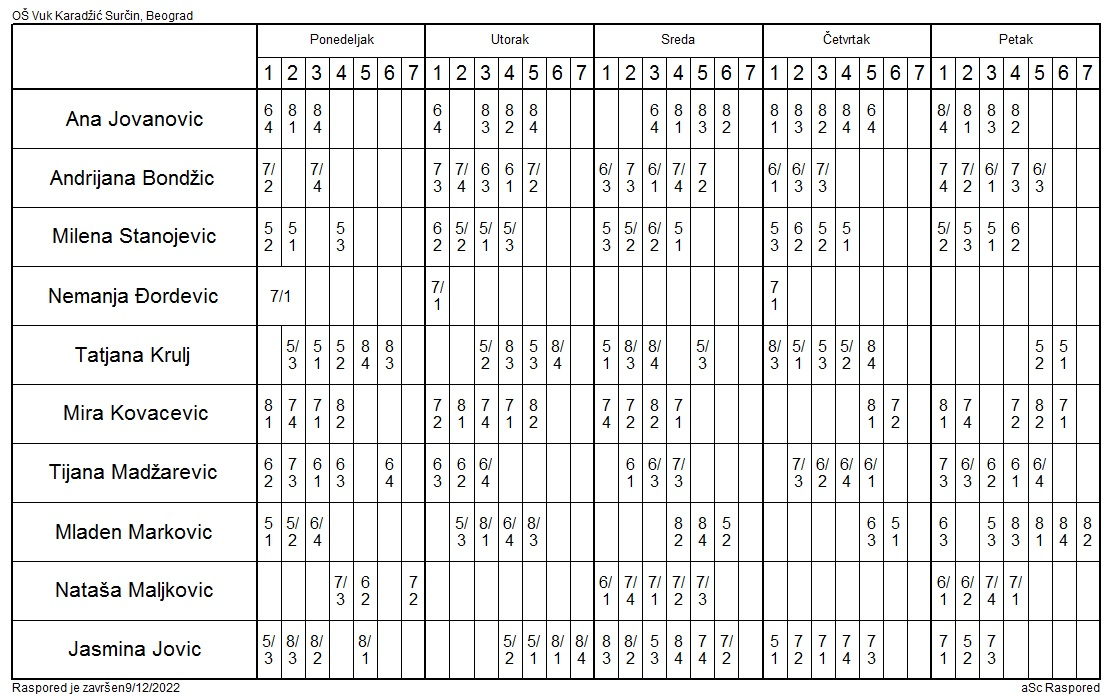 OŠ Vuk Karadžić Surčin, Beograd
Ponedeljak Utorak Sreda Četvrtak Petak
1 2 3 4 5 6 7 1 2 3 4 5 6 7 1 2 3 4 5 6 7 1 2 3 4 5 6 7 1 2 3 4 5 6 7
6 8 8 6 8 8 8 6 8 8 8 8 8 8 8 6 8/ 8 8 8
Ana Jovanovic
4 1 4 4 3 2 4 4 1 3 2 1 3 2 4 4 4 1 3 2
7/ 7/ 7 7/ 6 6 7/ 6/ 7 6/ 7/ 7 6/ 6/ 7/ 7 7/ 6/ 7 6/
Andrijana Bondžic
2 4 3 4 3 1 2 3 3 1 4 2 1 3 3 4 2 1 3 3
5 5 5 6 5/ 5/ 5/ 5 5/ 6/ 5 5 6 5 5 5/ 5 5 6
Milena Stanojevic
2 1 3 2 2 1 3 3 2 2 1 3 2 2 1 2 3 1 2
7/ 7
Nemanja Đordevic 7/1
1 1
5/ 5 5 8 8 5/ 8 5 8/ 5 8/ 8/ 5/ 8/ 5/ 5 5/ 8 5 6
Tatjana Krulj
3 1 2 4 3 2 3 3 4 1 3 4 3 3 1 3 2 4 2 1
8 7 7 8 7 8 7 7 8 7 7 8 7 8 7 8 7 7 8 6
Mira Kovacevic
1 4 1 2 2 1 4 1 2 4 2 2 1 1 2 1 4 2 2 1
6 7 6 6 6 6 6 6/ 6 6/ 7/ 7/ 6/ 6/ 6/ 7 6/ 6 6 6/
Tijana Madžarevic
2 3 1 3 4 3 2 4 1 3 3 3 2 4 1 3 3 2 1 4
5 5/ 6/ 5/ 8/ 6/ 8/ 8 8 5 6 5 6 5 8 8 8 8
Mladen Markovic
1 2 4 3 1 4 3 2 4 2 3 1 3 3 3 1 4 2
7/ 6 7 6/ 7/ 7/ 7/ 7/ 6/ 6/ 7/ 7/
Nataša Maljkovic
3 2 2 1 4 1 2 3 1 2 4 1
5/ 8/ 8/ 8/ 5/ 5/ 8/ 8/ 8 8/ 5 8 7 7/ 5 7 7 7 7 7 5 7
Jasmina Jovic
3 3 2 1 2 1 1 4 3 2 3 4 4 2 1 2 1 4 3 1 2 3
Raspored je završen9/12/2022 aSc Raspored